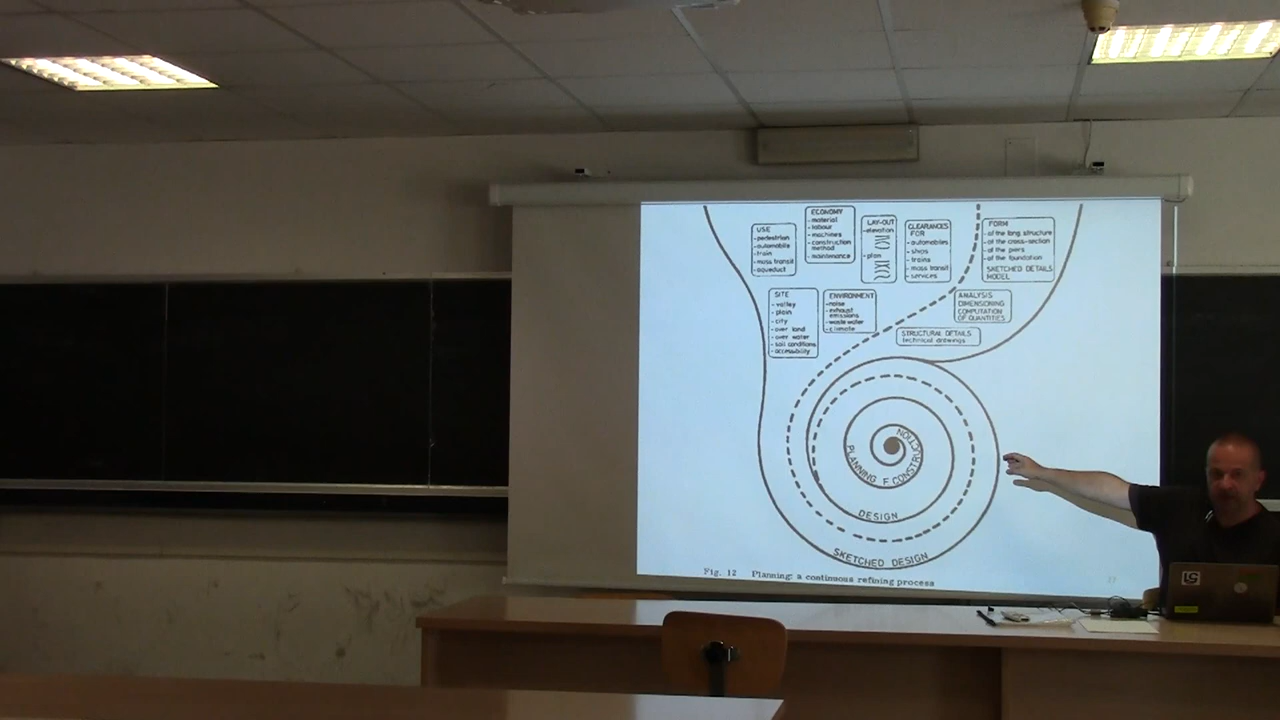 USE
-pedestrian
-automobile
-train
-mass transit
-aqueduct
ECONOMY
-material
-labour
-machines
-construction
method
-maintenance
LAY-OUT
-elevation
-plan
CLEARANCES
FOR
-automobiles
-ships
-trains
-mass transit
-services
FORM
-of the long structure
-of the cross-section
-of the piers
-of the foundation
SKETCHED DETAILS
MODEL
SITE
-valley
-plain
-city
-over land
-over water
-soil conditions
-accessibility
ENVIRONMENT
-noise
-exhaust
emissions
-waste water
-climate
ANALYSIS
DIMENSIONING
COMPUTATION
OF QUANTITIES
STRUCTURAL DETAILS
technical drawings
PLANNING F. CONSTRUCTION
DESIGN
SKETCHED DESIGN
Fig. 12 Planning: a continuous refining process
27